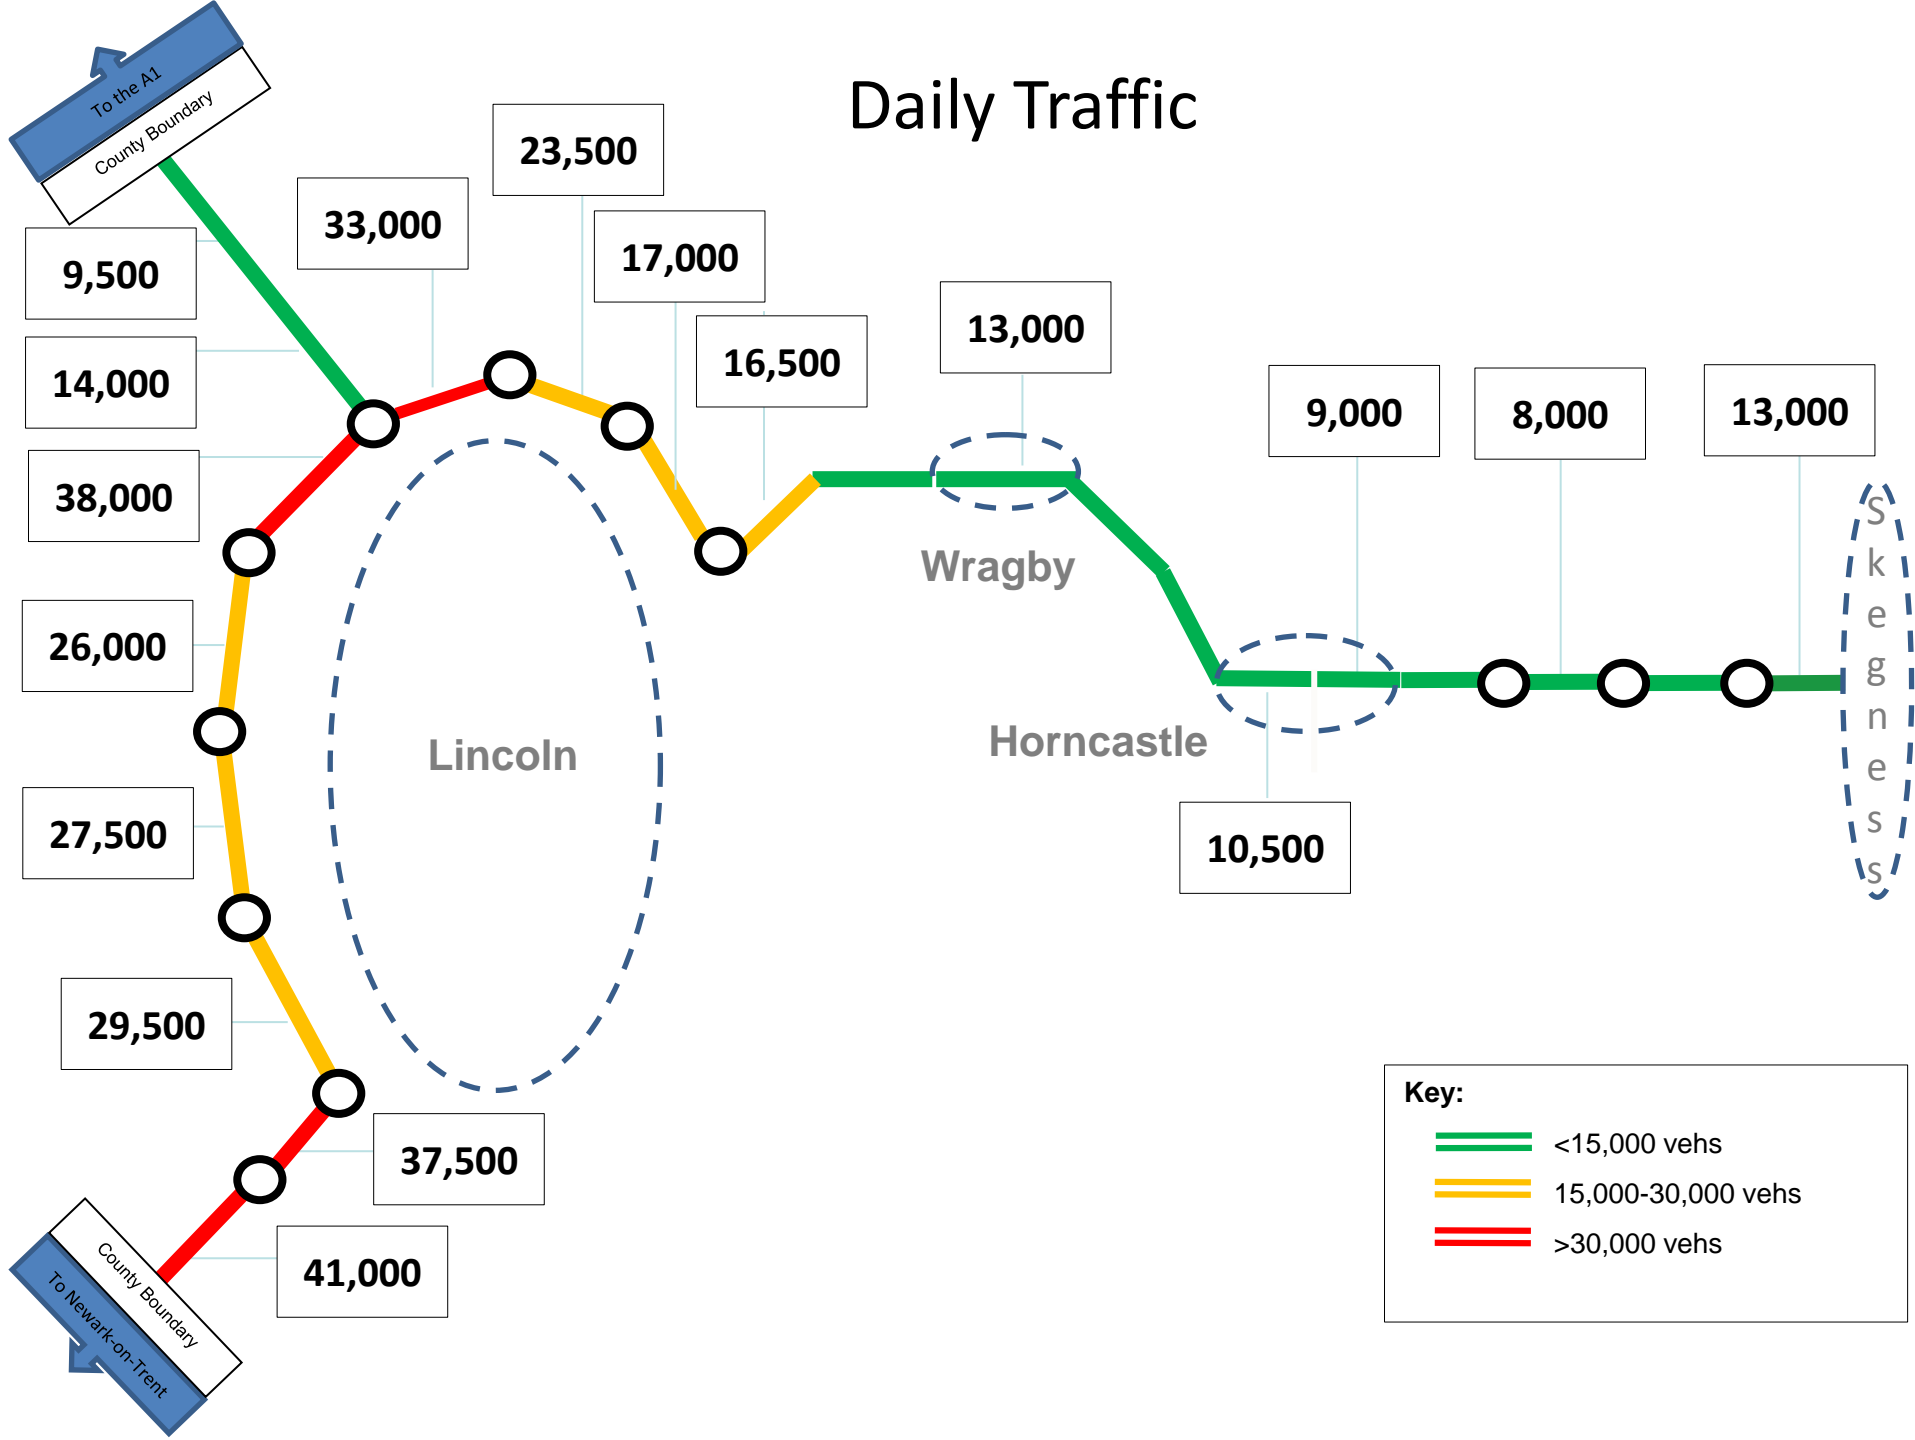 Daily Traffic
To the A1
County Boundary
23,500
33,000
17,000
9,500
13,000
16,500
14,000
9,000
8,000
13,000
38,000
Wragby
Skegness
26,000
Horncastle
Lincoln
27,500
10,500
29,500
37,500
41,000
County Boundary
To Newark-on-Trent
Key:
<15,000 vehs
15,000-30,000 vehs
>30,000 vehs